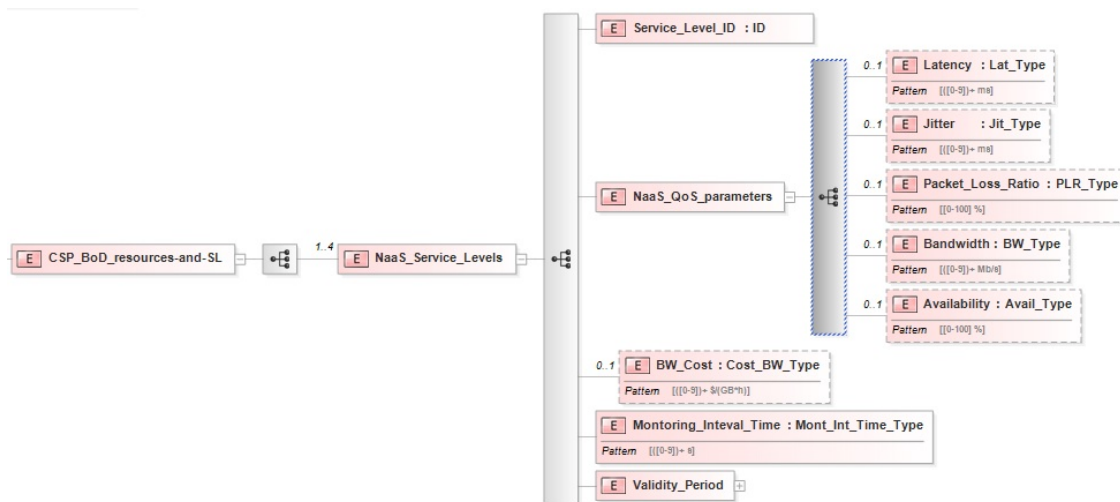 E Service_Level_ID : ID
0..1 E Latency : Lat_Type
Pattern [([0-9])+ ms]
0..1 E Jitter : Jit_Type
Pattern [([0-9])+ ms]
0..1 E Packet_Loss_Ratio : PLR_Type
Pattern [[0-100] %]
E NaaS_QoS_parameters
0..1 E Bandwidth : BW_Type
Pattern [([0-9])+ Mb/s]
E CSP_BoD_resources-and-SL
1..4 E NaaS_Service_Levels
0..1 E Availability : Avail_Type
Pattern [[0-100] %]
0..1 E BW_Cost : Cost_BW_Type
Pattern [([0-9])+ $/(GB*h)]
E Montoring_Inteval_Time : Mont_Int_Time_Type
Pattern [([0-9])+ s]
E Validity_Period